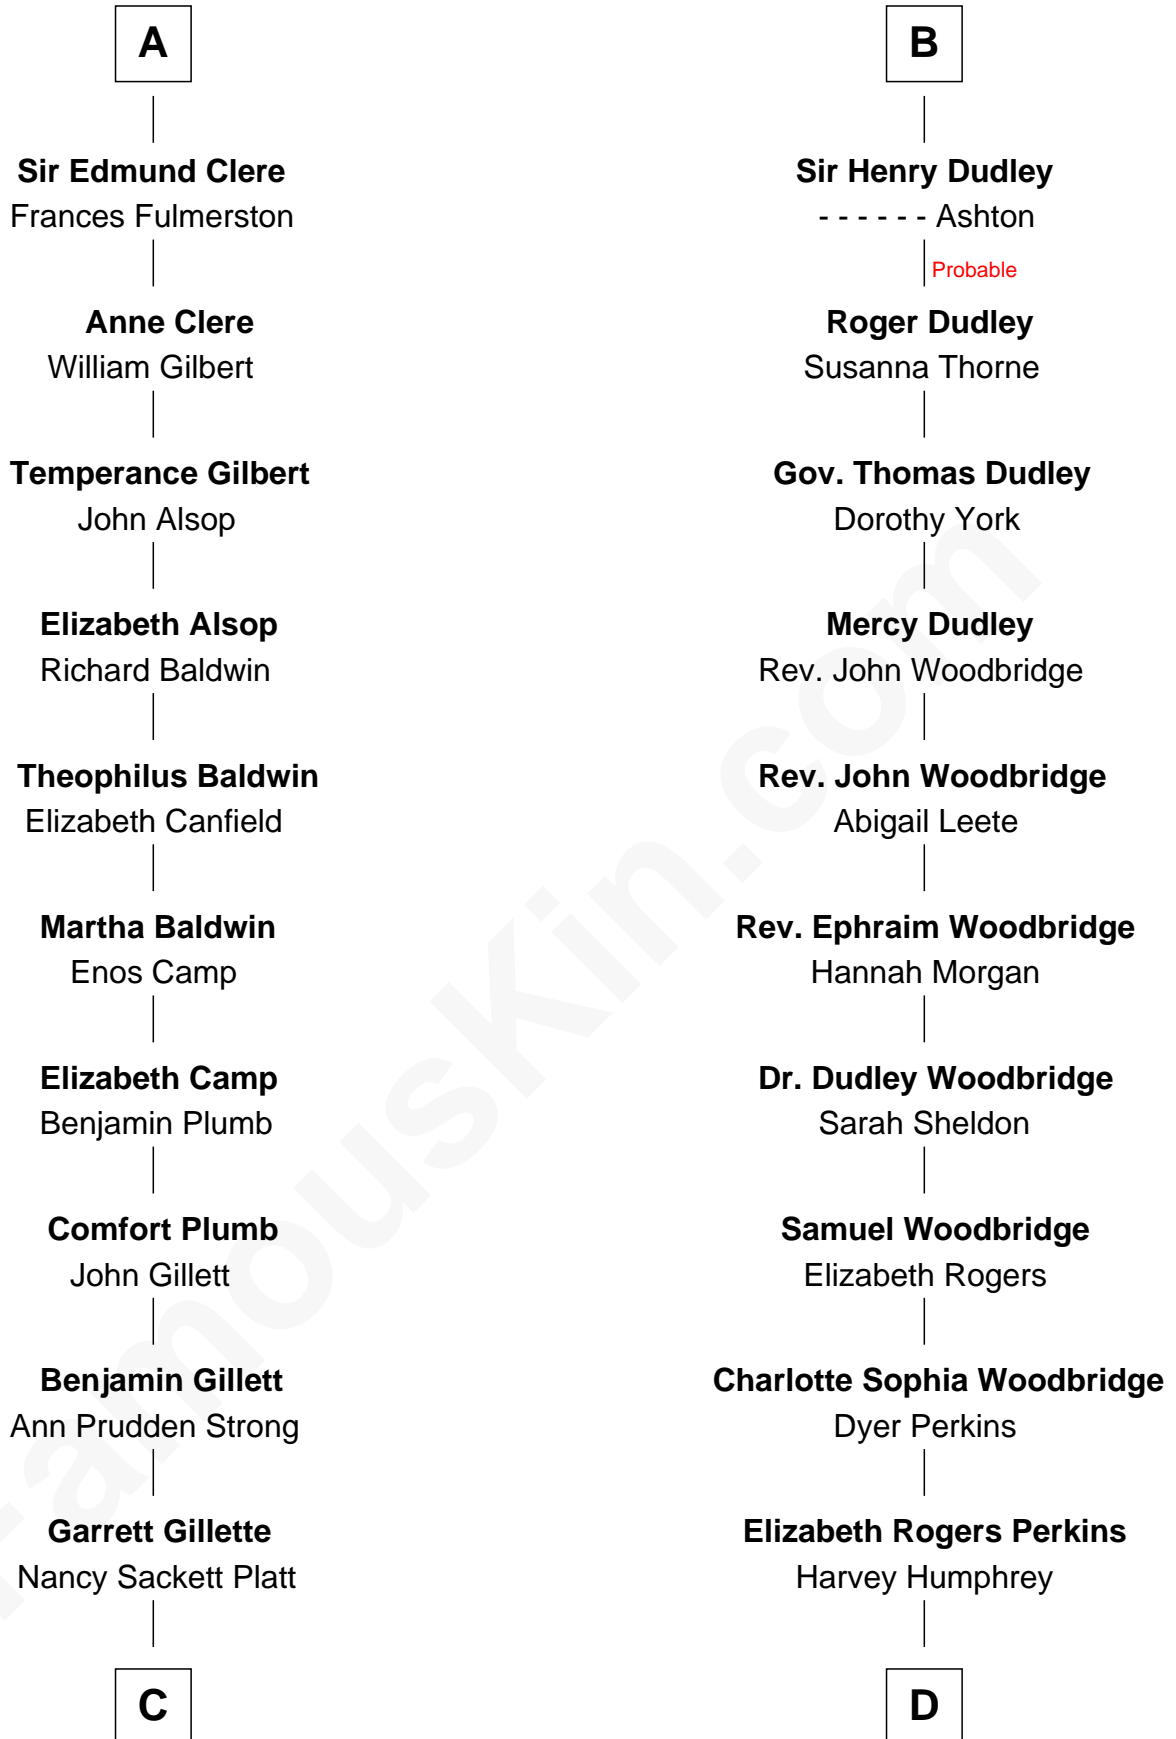 A
Sir Edmund Clere
Frances Fulmerston
Anne Clere
William Gilbert
Temperance Gilbert
John Alsop
Elizabeth Alsop
Richard Baldwin
Theophilus Baldwin
Elizabeth Canfield
Martha Baldwin
Enos Camp
Elizabeth Camp
Benjamin Plumb
Comfort Plumb
John Gillett
Benjamin Gillett
Ann Prudden Strong
Garrett Gillette
Nancy Sackett Platt
C
B
Sir Henry Dudley
- - - - - - Ashton
Probable
Roger Dudley
Susanna Thorne
Gov. Thomas Dudley
Dorothy York
Mercy Dudley
Rev. John Woodbridge
Rev. John Woodbridge
Abigail Leete
Rev. Ephraim Woodbridge
Hannah Morgan
Dr. Dudley Woodbridge
Sarah Sheldon
Samuel Woodbridge
Elizabeth Rogers
Charlotte Sophia Woodbridge
Dyer Perkins
Elizabeth Rogers Perkins
Harvey Humphrey
D
FamousKin.com